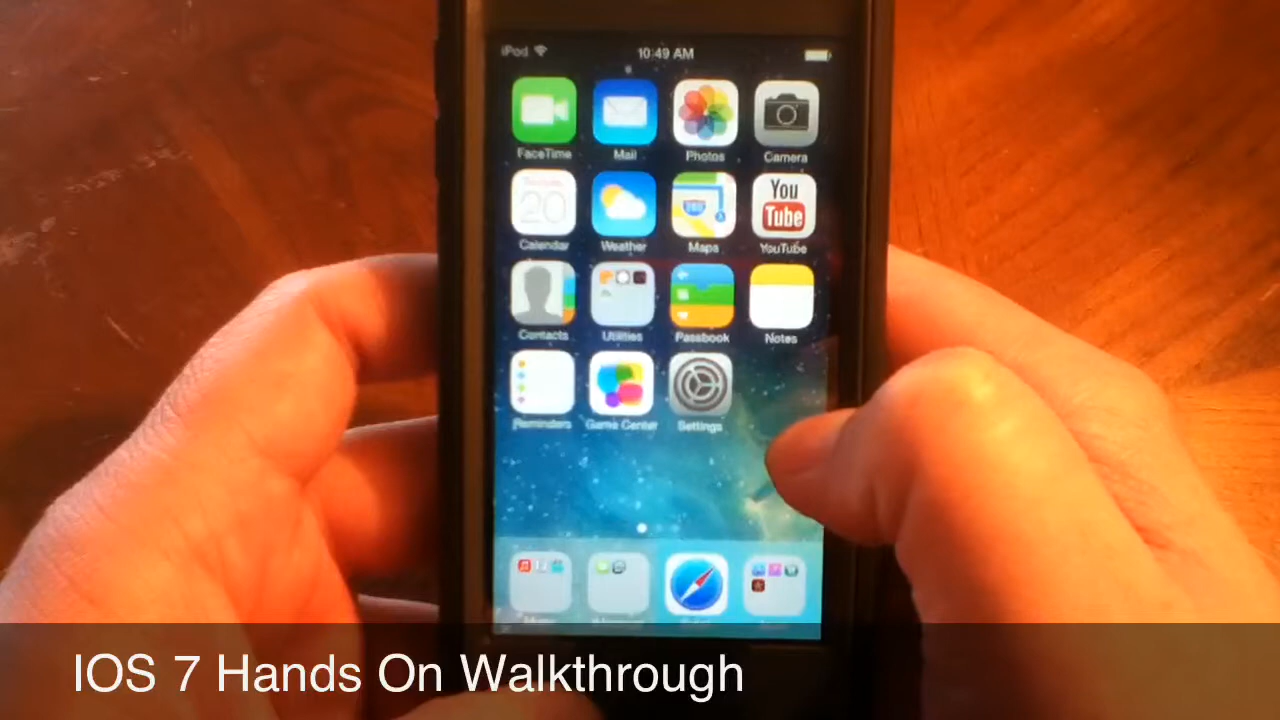 iPod 10:49 AM
FaceTime Mail Photos Camera
20 You Tube
Calendar Weather Maps YouTube
Contacts Utilities Passbook Notes
Reminders Game Center Settings
IOS 7 Hands On Walkthrough